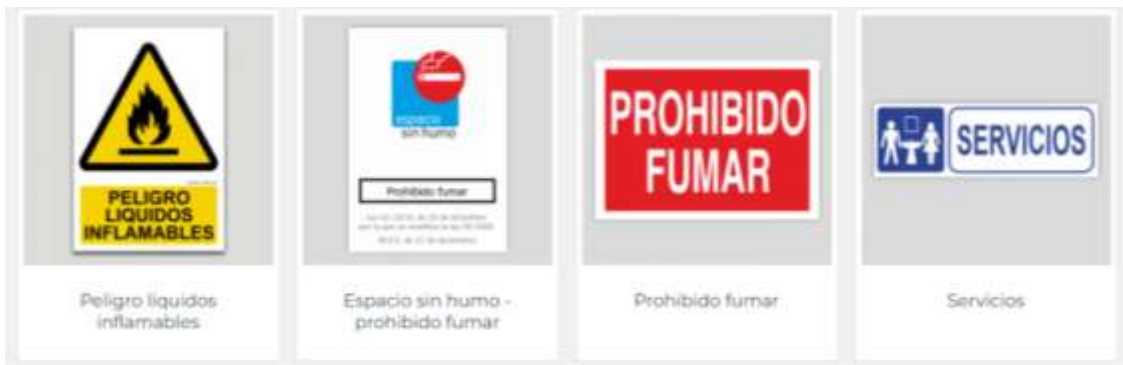 PELIGRO
LIQUIDOS
INFLAMABLES
Peligro líquidos
inflamables
espacio
sin humo
Prohibido fumar
Espacio sin humo -
prohibido fumar
PROHIBIDO
FUMAR
Prohibido fumar
SERVICIOS
Servicios